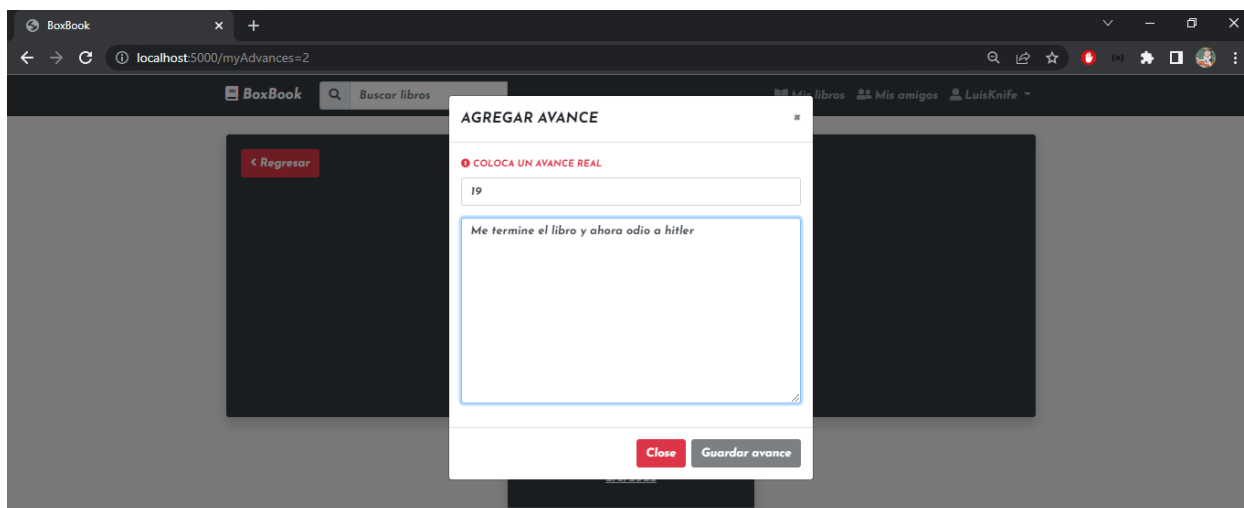 BoxBook
localhost:5000/myAdvances=2
BoxBook Buscar libros Mis libros Mis amigos LuisKnife
AGREGAR AVANCE
< Regresar
COLOCA UN AVANCE REAL
19
Me termine el libro y ahora odio a hitler
Close Guardar avance